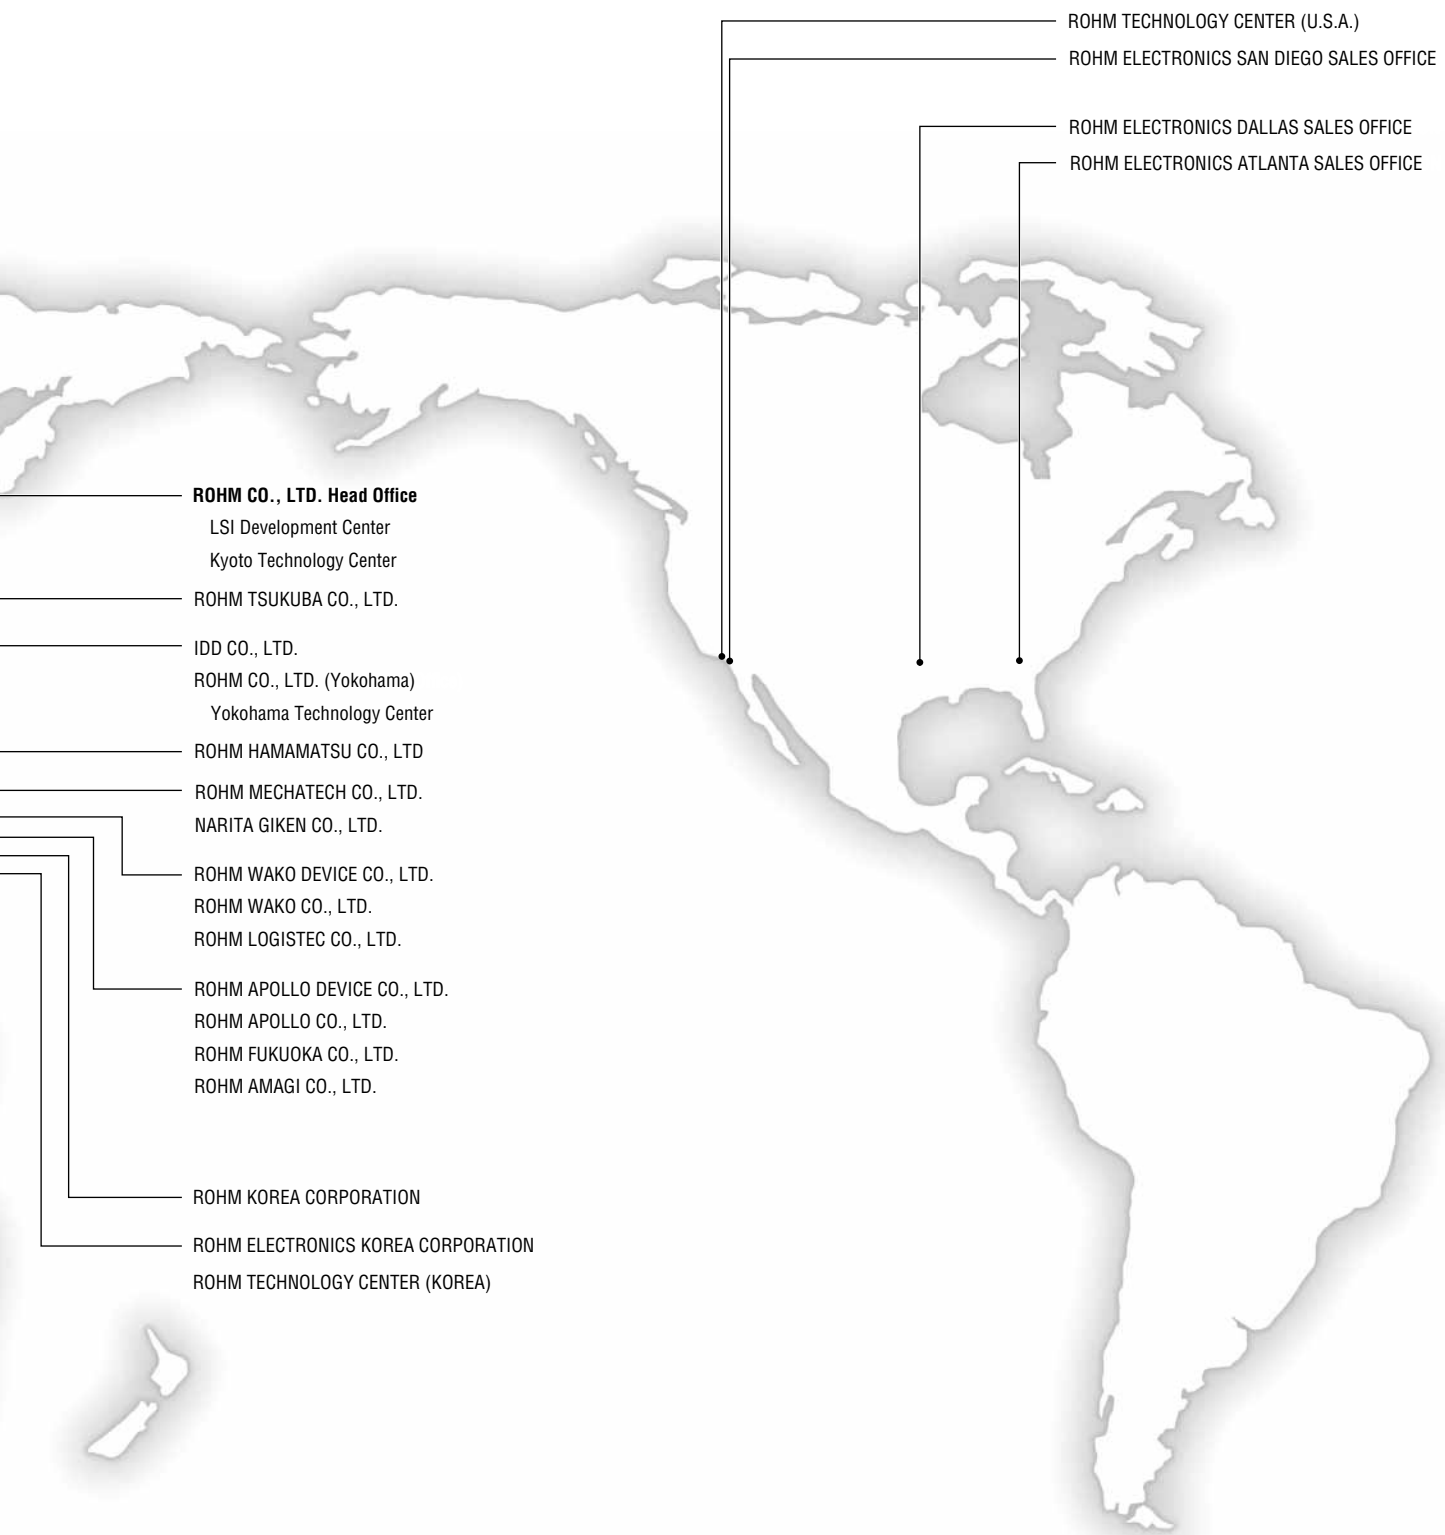 ROHM TECHNOLOGY CENTER (U.S.A.)
ROHM ELECTRONICS SAN DIEGO SALES OFFICE
ROHM ELECTRONICS DALLAS SALES OFFICE
ROHM ELECTRONICS ATLANTA SALES OFFICE
ROHM CO., LTD. Head Office
LSI Development Center
Kyoto Technology Center
ROHM TSUKUBA CO., LTD.
IDD CO., LTD.
ROHM CO., LTD. (Yokohama)
Yokohama Technology Center
ROHM HAMAMATSU CO., LTD
ROHM MECHATECH CO., LTD.
NARITA GIKEN CO., LTD.
ROHM WAKO DEVICE CO., LTD.
ROHM WAKO CO., LTD.
ROHM LOGISTEC CO., LTD.
ROHM APOLLO DEVICE CO., LTD.
ROHM APOLLO CO., LTD.
ROHM FUKUOKA CO., LTD.
ROHM AMAGI CO., LTD.
ROHM KOREA CORPORATION
ROHM ELECTRONICS KOREA CORPORATION
ROHM TECHNOLOGY CENTER (KOREA)